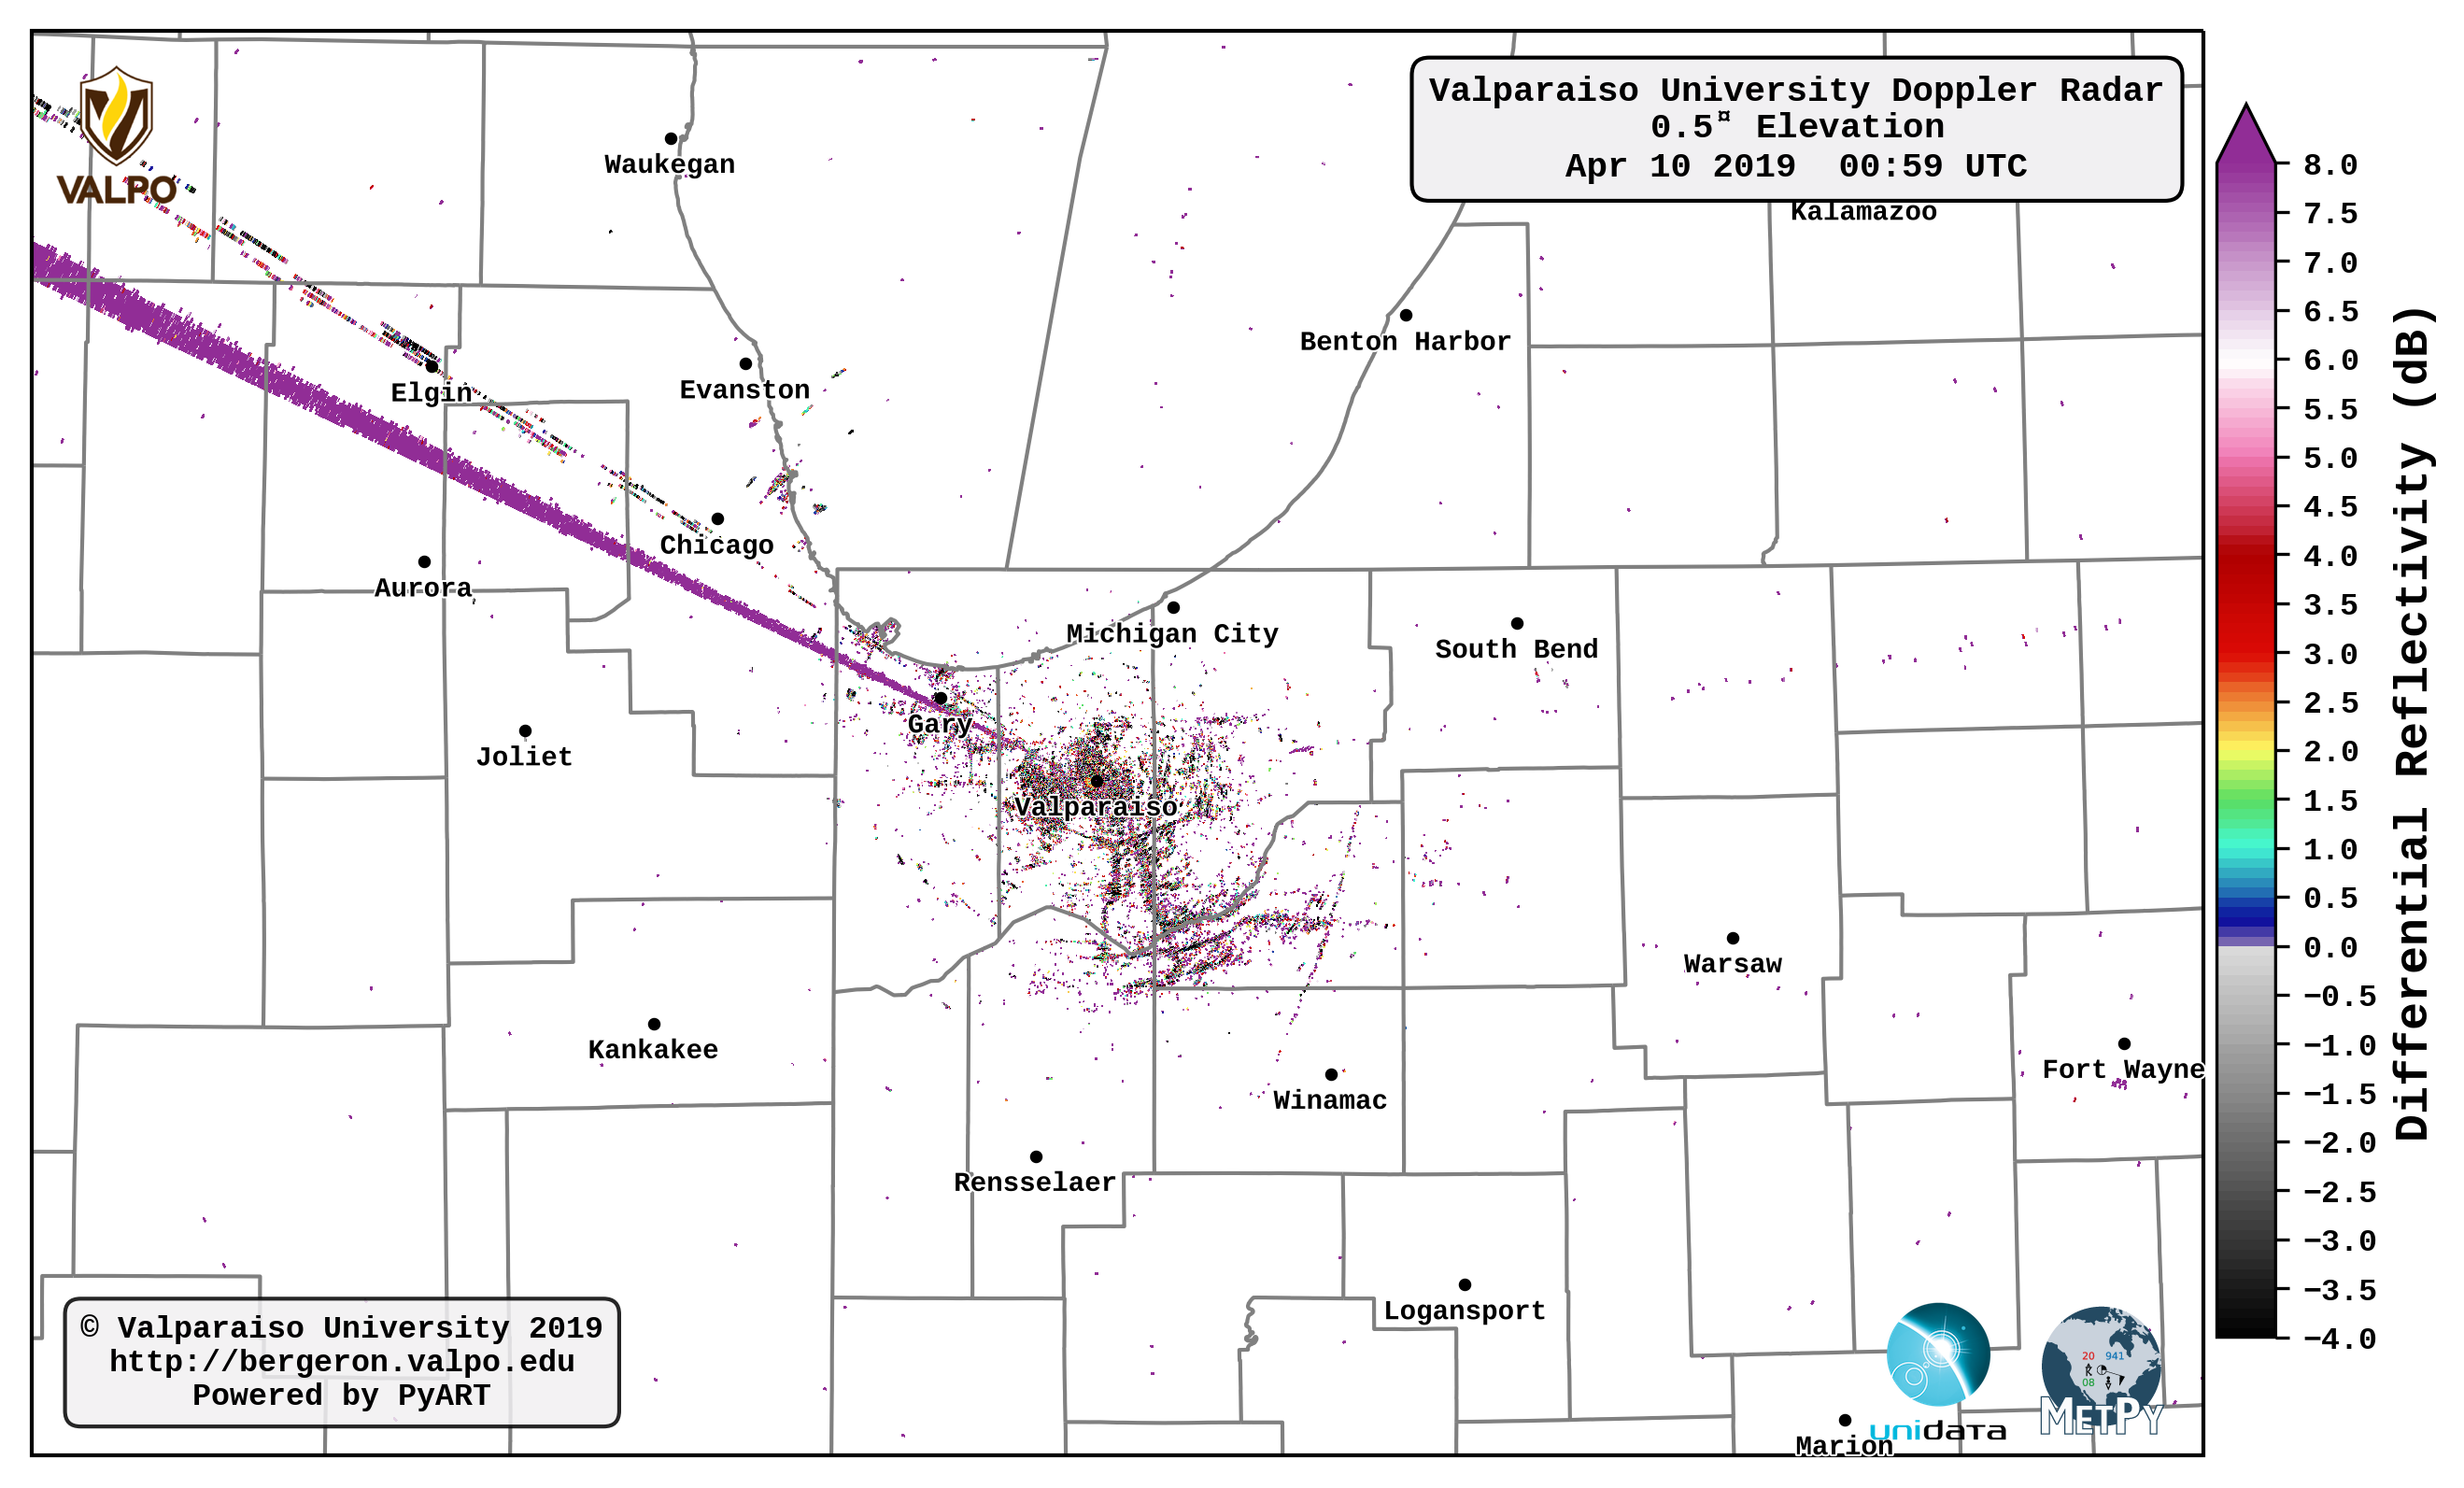 Valparaiso University Doppler Radar
0.5¤ Elevation
Apr 10 2019  00:59 UTC
VALPO
Waukegan
Kalamazoo
Benton Harbor
Elgin
Evanston
Chicago
Aurora
Michigan City
South Bend
Gary
Joliet
Valparaiso
Warsaw
Kankakee
Fort Wayne
Winamac
Rensselaer
Logansport
Marion
© Valparaiso University 2019
http://bergeron.valpo.edu
Powered by PyART
unidata
20 941
08
METPY
8.0
7.5
7.0
6.5
6.0
5.5
5.0
4.5
4.0
3.5
3.0
2.5
2.0
1.5
1.0
0.5
0.0
−0.5
−1.0
−1.5
−2.0
−2.5
−3.0
−3.5
−4.0
Differential Reflectivity (dB)